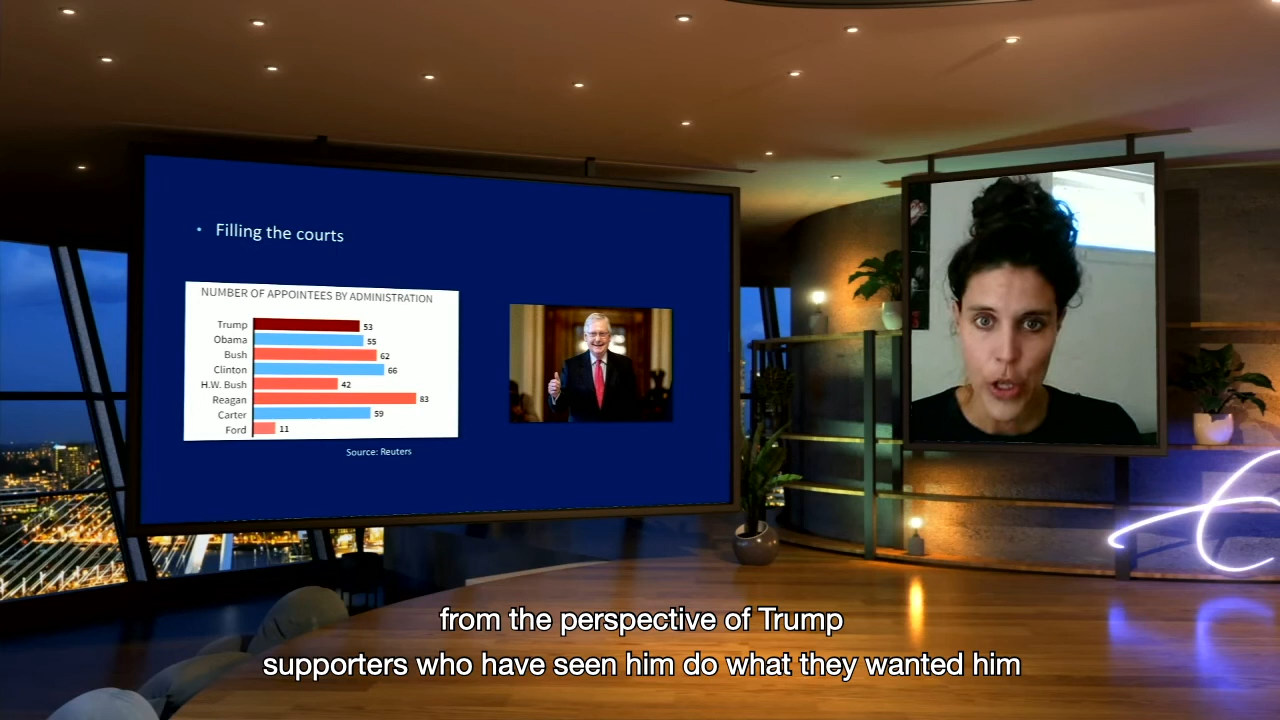 • Filling the courts
NUMBER OF APPOINTEES BY ADMINISTRATION
Trump 53
Obama 55
Bush 62
Clinton 66
H.W. Bush 42
Reagan 83
Carter 59
Ford 11
Source: Reuters
from the perspective of Trump
supporters who have seen him do what they wanted him